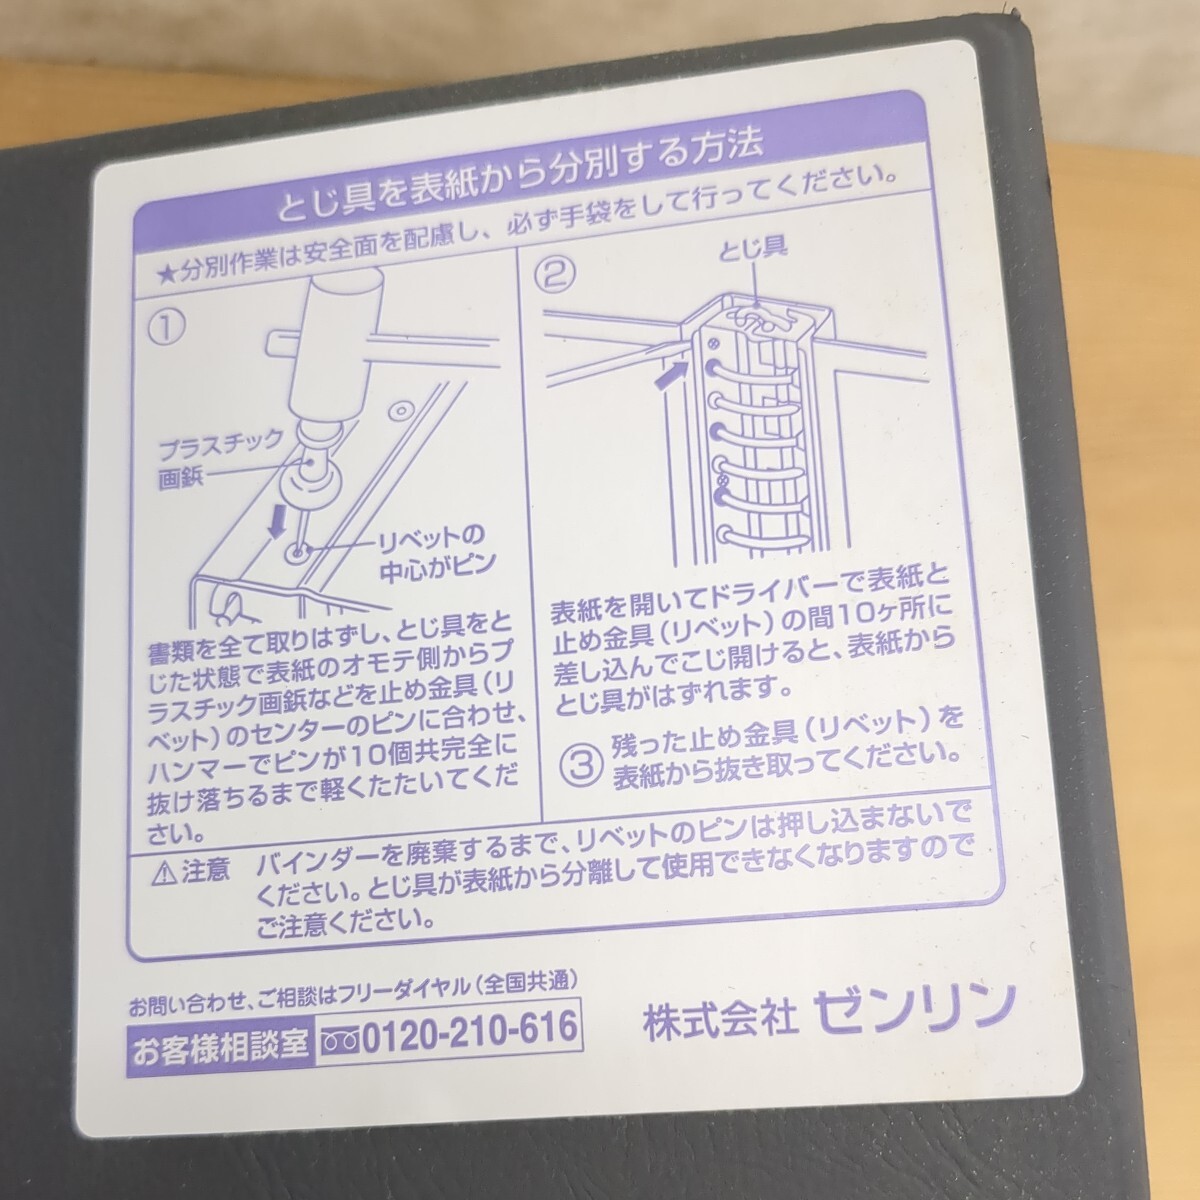 とじ具を表紙から分別する方法
★分別作業は安全面を配慮し、必ず手袋をして行ってください。
①
プラスチック
画鋲
リベットの
中心がピン
書類を全て取りはずし、とじ具をと
じた状態で表紙のオモテ側からプ
ラスチック画鋲などを止め金具(リ
ベット)のセンターのピンに合わせ、
ハンマーでピンが10個共完全に
抜け落ちるまで軽くたたいてくだ
さい。
②
とじ具
表紙を開いてドライバーで表紙と
止め金具(リベット)の間10ヶ所に
差し込んでこじ開けると、表紙から
とじ具がはずれます。
③ 残った止め金具(リベット)を
表紙から抜き取ってください。
⚠注意 バインダーを廃棄するまで、リベットのピンは押し込まないで
ください。とじ具が表紙から分離して使用できなくなりますので
ご注意ください。
お問い合わせ、ご相談はフリーダイヤル(全国共通)
お客様相談室 0120-210-616
株式会社 ゼンリン